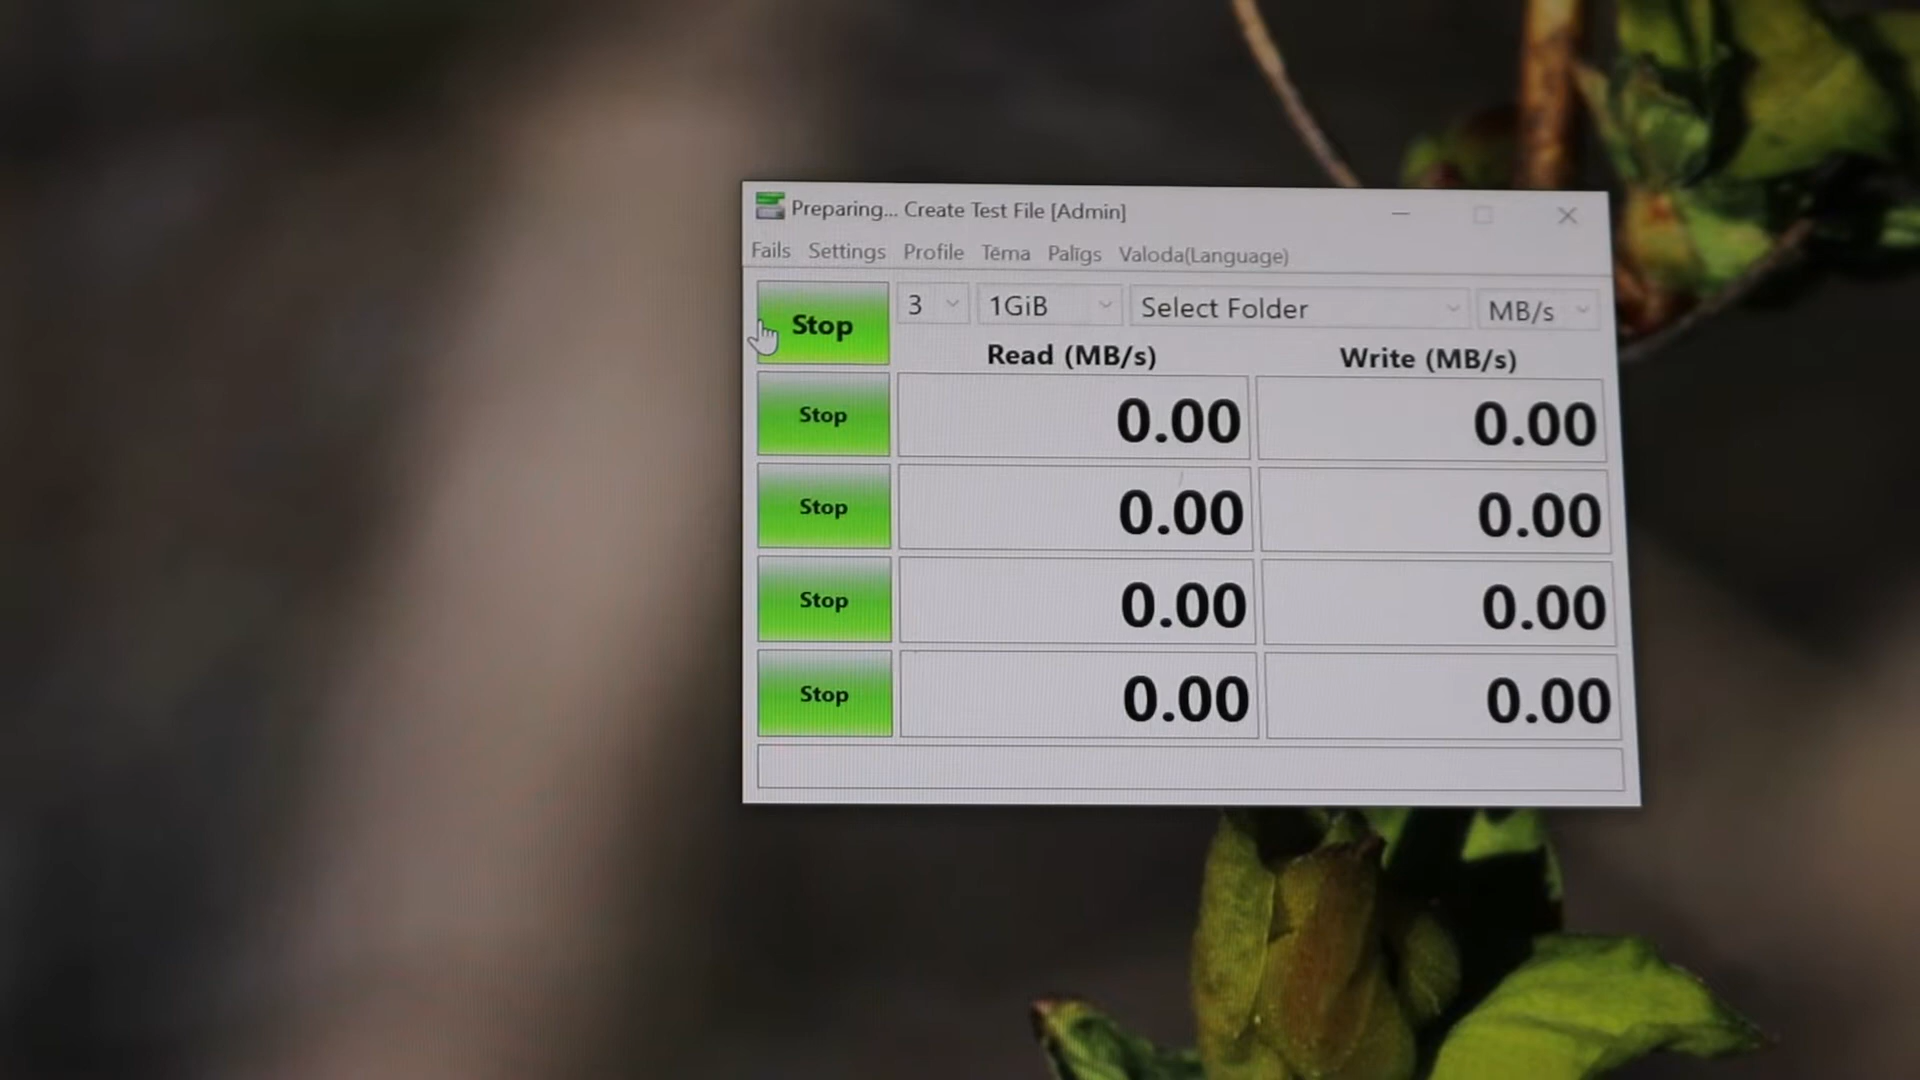 Preparing... Create Test File [Admin]
Fails Settings Profile Tēma Palīgs Valoda(Language)
Stop 3 1GiB Select Folder MB/s
Read (MB/s) Write (MB/s)
Stop 0.00 0.00
Stop 0.00 0.00
Stop 0.00 0.00
Stop 0.00 0.00